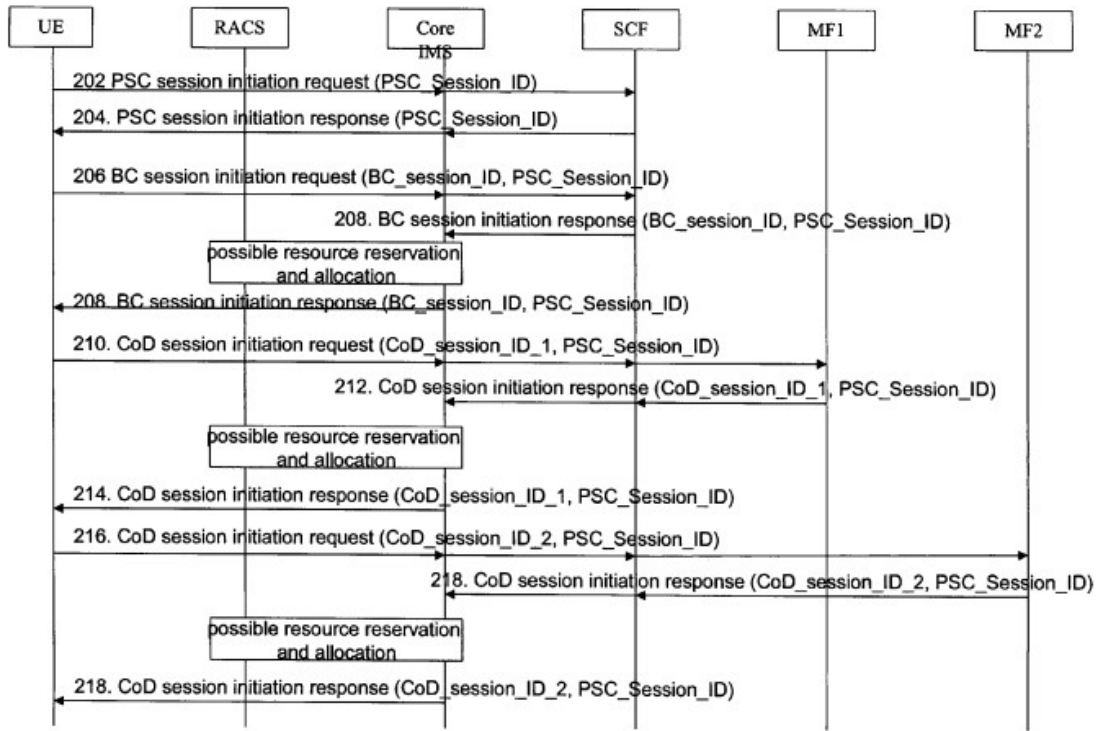 UE
RACS
Core
IMS
SCF
MF1
MF2
202 PSC session initiation request (PSC_Session_ID)
204. PSC session initiation response (PSC_Session_ID)
206 BC session initiation request (BC_session_ID, PSC_Session_ID)
208. BC session initiation response (BC_session_ID, PSC_Session_ID)
possible resource reservation
and allocation
208. BC session initiation response (BC_session_ID, PSC_Session_ID)
210. CoD session initiation request (CoD_session_ID_1, PSC_Session_ID)
212. CoD session initiation response (CoD_session_ID_1, PSC_Session_ID)
possible resource reservation
and allocation
214. CoD session initiation response (CoD_session_ID_1, PSC_Session_ID)
216. CoD session initiation request (CoD_session_ID_2, PSC_Session_ID)
218. CoD session initiation response (CoD_session_ID_2, PSC_Session_ID)
possible resource reservation
and allocation
218. CoD session initiation response (CoD_session_ID_2, PSC_Session_ID)